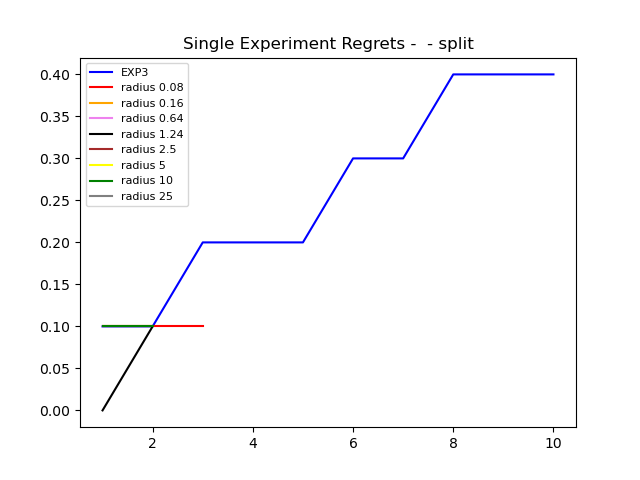 Single Experiment Regrets -  - split
0.40
0.35
0.30
0.25
0.20
0.15
0.10
0.05
0.00
EXP3
radius 0.08
radius 0.16
radius 0.64
radius 1.24
radius 2.5
radius 5
radius 10
radius 25
2 4 6 8 10